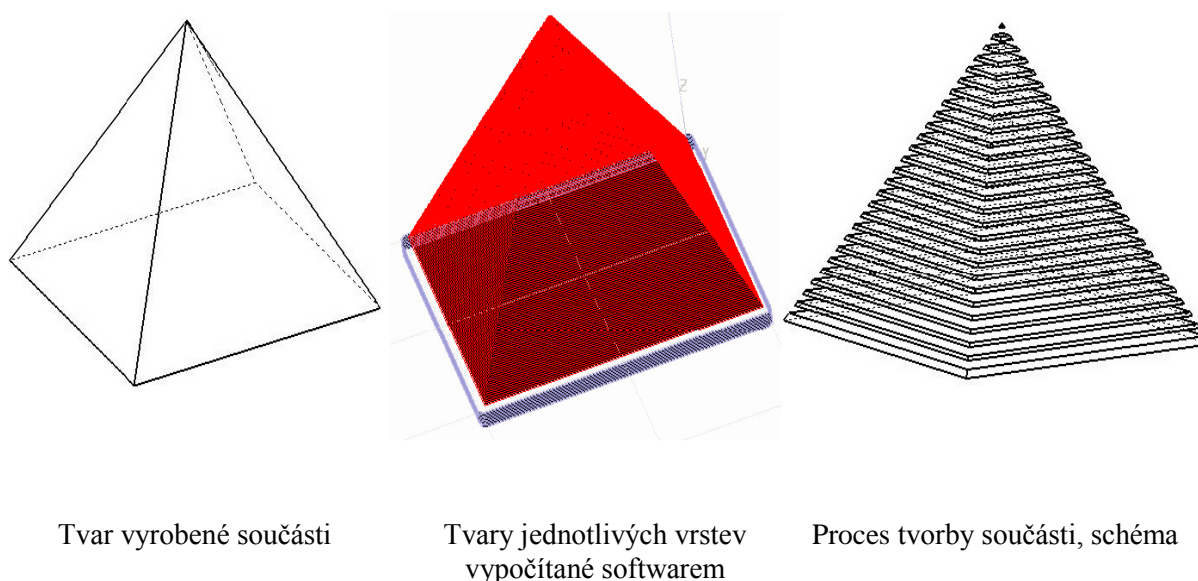 Z
Y
Tvar vyrobené součásti
Tvary jednotlivých vrstev
vypočítané softwarem
Proces tvorby součásti, schéma